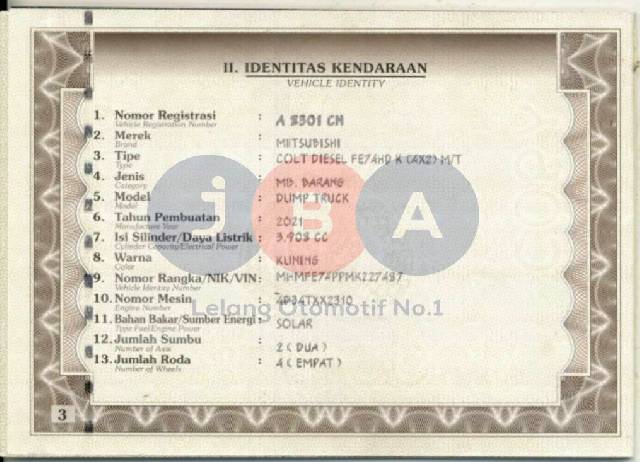 II. IDENTITAS KENDARAAN
VEHICLE IDENTITY
1. Nomor Registrasi : A 8301 CH
Vehicle Registration Number
2. Merek : MITSUBISHI
Brand
3. Tipe : COLT DIESEL FE74HD K (4X2) M/T
Type
4. Jenis : MB. BARANG
Category
5. Model : DUMP TRUCK
Model
6. Tahun Pembuatan : 2021
Manufacture Year
7. Isi Silinder/Daya Listrik : 3.908 CC
Cylinder Capacity/Electrical Power
8. Warna : KUNING
Color
9. Nomor Rangka/NIK/VIN :
Vehicle Identity Number
10. Nomor Mesin :
Engine Number
Lelang Otomotif No.1
11. Bahan Bakar/Sumber Energi : SOLAR
Type Fuel/Engine Power
12. Jumlah Sumbu : 2 ( DUA )
Number of Axis
13. Jumlah Roda : 4 ( EMPAT )
Number of Wheels
JBA
3